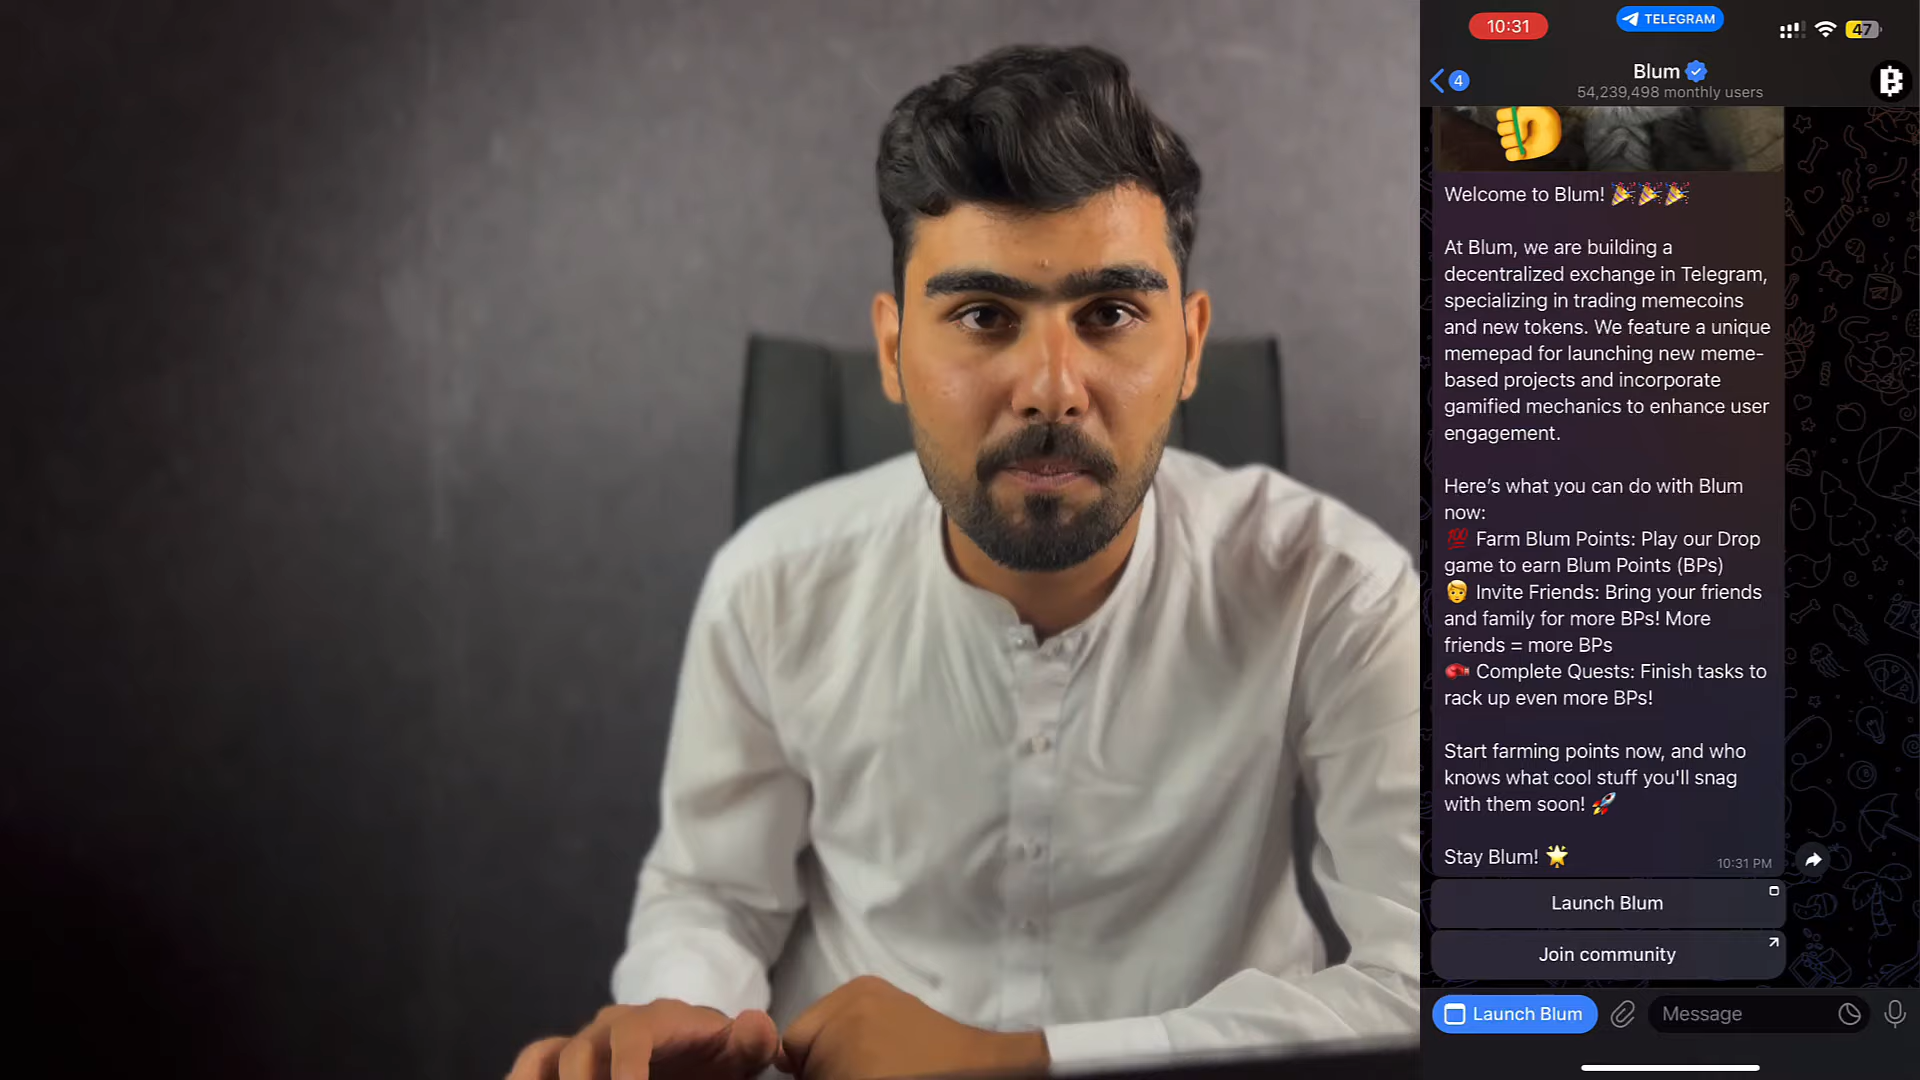 10:31
TELEGRAM
47
4
Blum
54,239,498 monthly users
Welcome to Blum! 🎉🎉🎉
At Blum, we are building a
decentralized exchange in Telegram,
specializing in trading memecoins
and new tokens. We feature a unique
memepad for launching new meme-
based projects and incorporate
gamified mechanics to enhance user
engagement.
Here’s what you can do with Blum
now:
💯 Farm Blum Points: Play our Drop
game to earn Blum Points (BPs)
🧑 Invite Friends: Bring your friends
and family for more BPs! More
friends = more BPs
🥊 Complete Quests: Finish tasks to
rack up even more BPs!
Start farming points now, and who
knows what cool stuff you'll snag
with them soon! 🚀
Stay Blum! 🌟
10:31 PM
Launch Blum
Join community
Launch Blum
Message